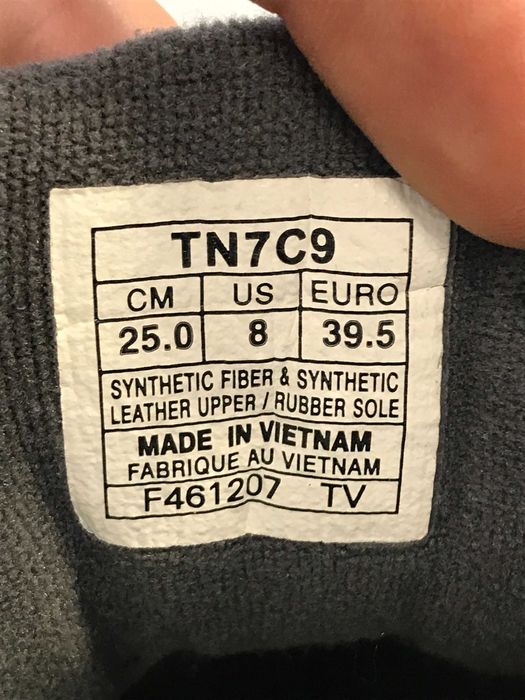 TN7C9
CM US EURO
25.0 8 39.5
SYNTHETIC FIBER & SYNTHETIC
LEATHER UPPER / RUBBER SOLE
MADE IN VIETNAM
FABRIQUE AU VIETNAM
F461207 TV